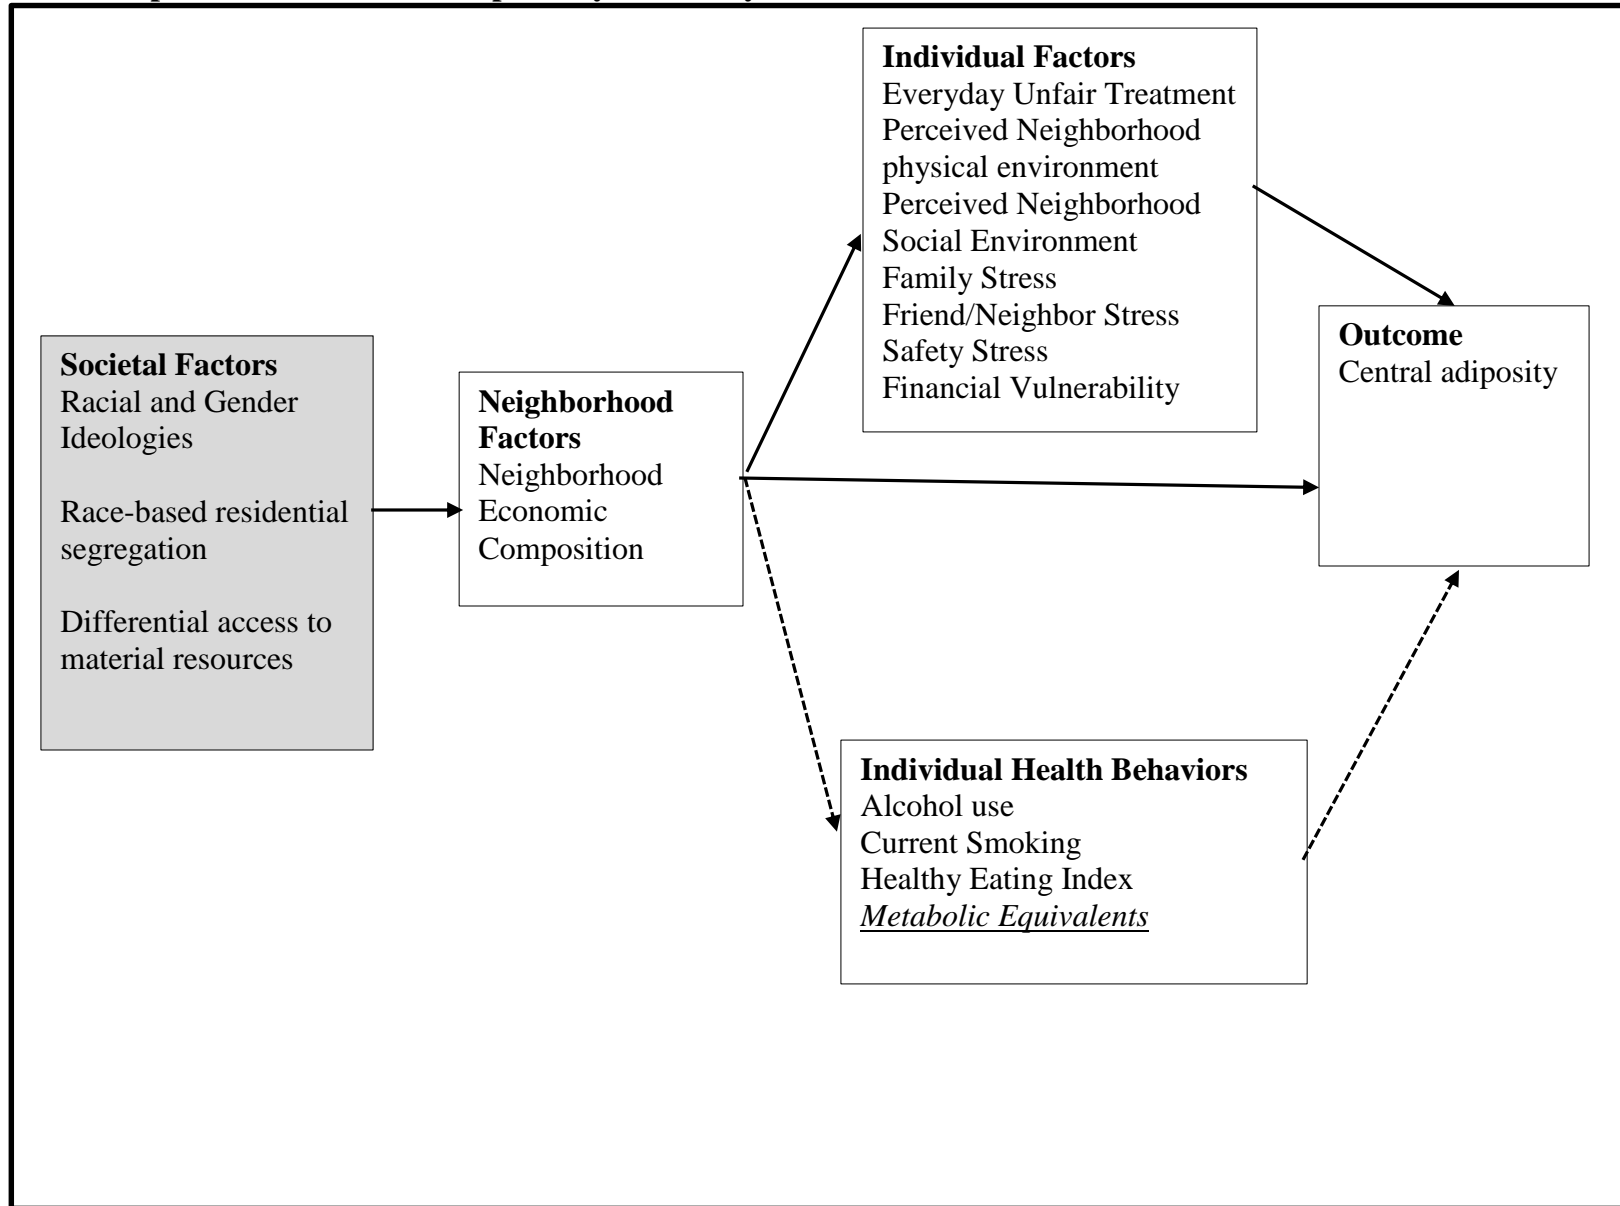 Societal Factors
Racial and Gender
Ideologies
Race-based residential
segregation
Differential access to
material resources
Neighborhood
Factors
Neighborhood
Economic
Composition
Individual Factors
Everyday Unfair Treatment
Perceived Neighborhood
physical environment
Perceived Neighborhood
Social Environment
Family Stress
Friend/Neighbor Stress
Safety Stress
Financial Vulnerability
Individual Health Behaviors
Alcohol use
Current Smoking
Healthy Eating Index
Metabolic Equivalents
Outcome
Central adiposity